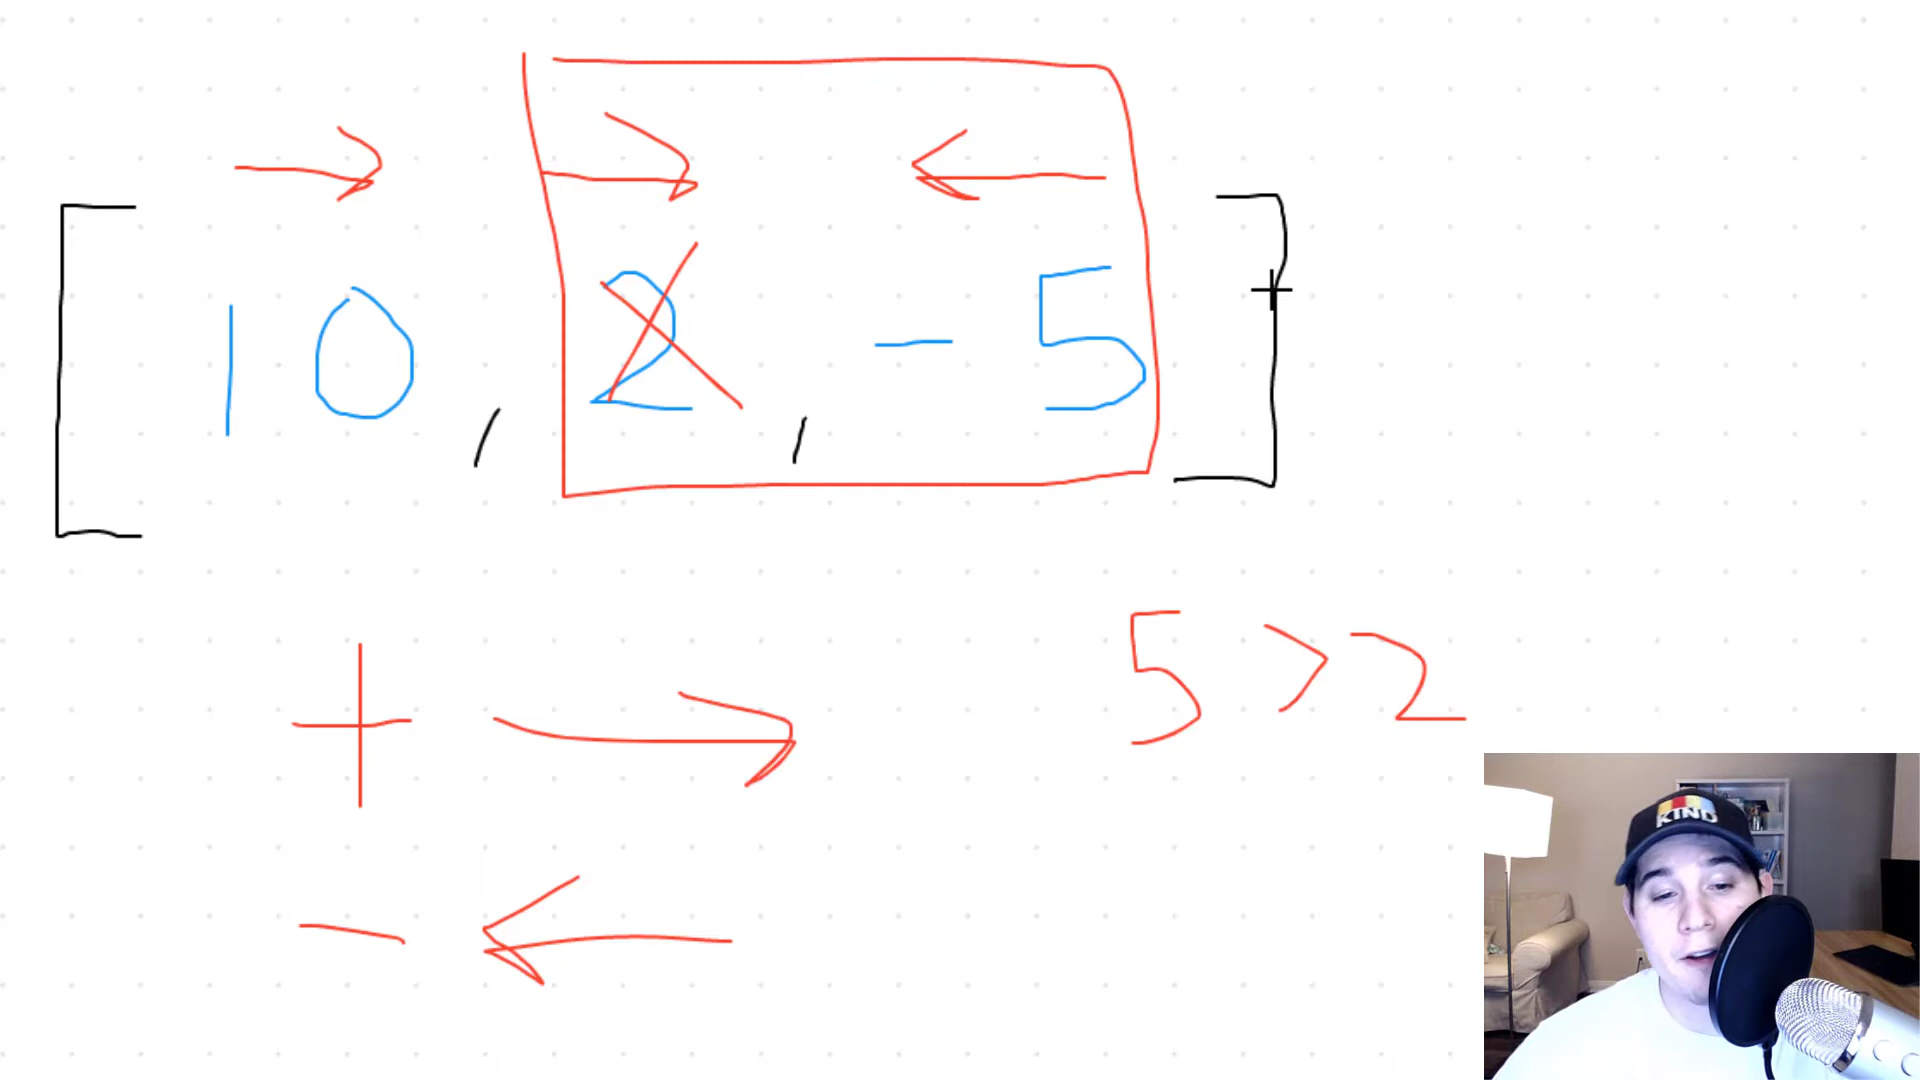 [ 10 , 2 , - 5 ]
+ →
5 > 2
- ←
KIND